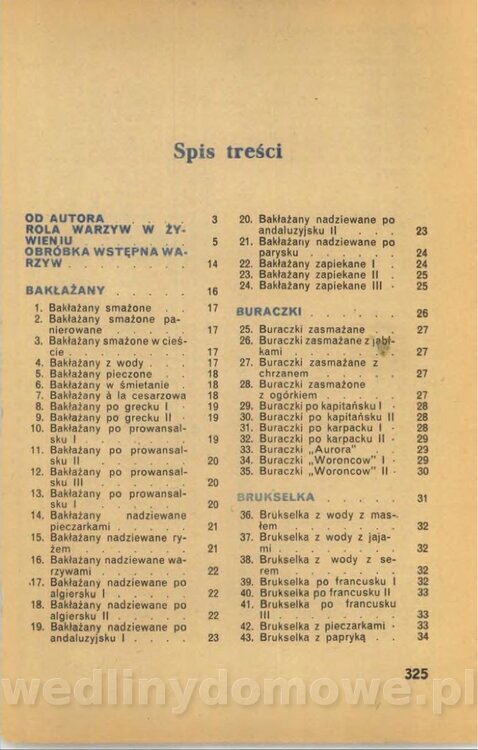 Spis treści
OD AUTORA . . . . 3
ROLA WARZYW W ŻY-
WIENIU . . . . . 5
OBRÓBKA WSTĘPNA WA-
RZYW . . . . . . 14
BAKŁAŻANY . . . . 16
1. Bakłażany smażone . . 17
2. Bakłażany smażone pa-
nierowane . . . . 17
3. Bakłażany smażone w cieś-
cie . . . . . . 17
4. Bakłażany z wody . . . 17
5. Bakłażany pieczone . 18
6. Bakłażany w śmietanie . 18
7. Bakłażany à la cesarzowa 18
8. Bakłażany po grecku I . 19
9. Bakłażany po grecku II . 19
10. Bakłażany po prowansal-
sku I . . . . . 19
11. Bakłażany po prowansal-
sku II . . . . . 20
12. Bakłażany po prowansal-
sku III . . . . . 20
13. Bakłażany po prowansal-
sku I . . . . . 20
14. Bakłażany nadziewane
pieczarkami . . . . 21
15. Bakłażany nadziewane ry-
żem . . . . . . 21
16. Bakłażany nadziewane wa-
rzywami . . . . . 22
17. Bakłażany nadziewane po
algiersku I . . . . 22
18. Bakłażany nadziewane po
algiersku II . . . . 22
19. Bakłażany nadziewane po
andaluzyjsku I . . . . 23
20. Bakłażany nadziewane po
andaluzyjsku II . . . 23
21. Bakłażany nadziewane po
parysku . . . . . 24
22. Bakłażany zapiekane I . 24
23. Bakłażany zapiekane II . 25
24. Bakłażany zapiekane III . 25
BURACZKI . . . . . 26
25. Buraczki zasmażane . . 27
26. Buraczki zasmażane z jabł-
kami . . . . . . 27
27. Buraczki zasmażane z
chrzanem . . . . 27
28. Buraczki zasmażone
z ogórkiem . . . . 27
29. Buraczki po kapitańsku I . 28
30. Buraczki po kapitańsku II 28
31. Buraczki po karpacku I . 28
32. Buraczki po karpacku II . 29
33. Buraczki „Aurora" . . 29
34. Buraczki „Woroncow" I . 29
35. Buraczki „Woroncow" II . 30
BRUKSELKA . . . . 31
36. Brukselka z wody z mas-
łem . . . . . . 32
37. Brukselka z wody z jaja-
mi . . . . . . 32
38. Brukselka z wody z se-
rem . . . . . . 32
39. Brukselka po francusku I 32
40. Brukselka po francusku II 33
41. Brukselka po francusku
III . . . . . . 33
42. Brukselka z pieczarkami . 33
43. Brukselka z papryką . . 34
325
wedlinydomowe.pl